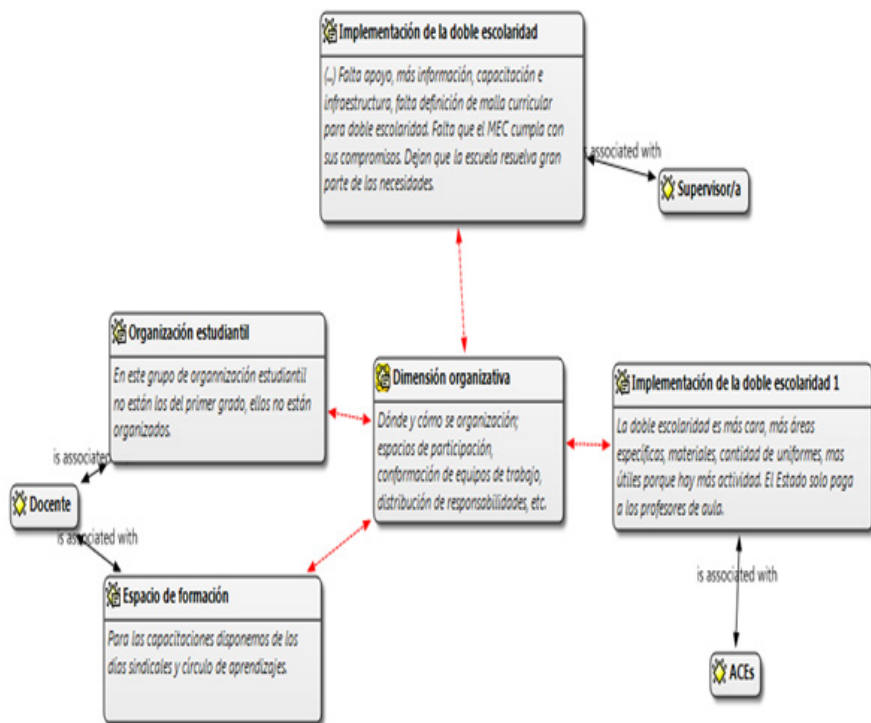 Implementación de la doble escolaridad
(...) Falta apoyo, más información, capacitación e
infraestructura, falta definición de malla curricular
para doble escolaridad. Falta que el MEC cumpla con
sus compromisos. Dejan que la escuela resuelva gran
parte de las necesidades.
is associated with
Supervisor/a
Organización estudiantil
En este grupo de organnización estudiantil
no están los del primer grado, ellos no están
organizados.
Dimensión organizativa
Dónde y cómo se organización;
espacios de participación,
conformación de equipos de trabajo,
distribución de responsabilidades, etc.
Implementación de la doble escolaridad 1
La doble escolaridad es más cara, más áreas
específicas, materiales, cantidad de uniformes, mas
útiles porque hay más actividad. El Estado solo paga
a los profesores de aula.
is associated
Docente
is associated with
Espacio de formación
Para las capacitaciones disponemos de los
días sindicales y círculo de aprendizajes.
is associated with
ACEs